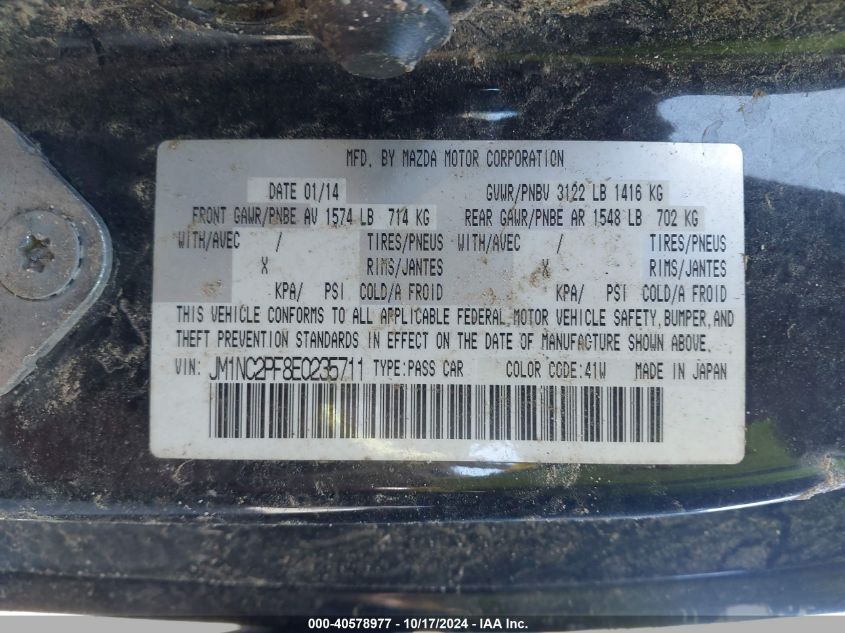 MFD. BY MAZDA MOTOR CORPORATION
DATE 01/14 GVWR/PNBV 3122 LB 1416 KG
FRONT GAWR/PNBE AV 1574 LB 714 KG REAR GAWR/PNBE AR 1548 LB 702 KG
WITH/AVEC / TIRES/PNEUS WITH/AVEC / TIRES/PNEUS
X RIMS/JANTES X RIMS/JANTES
KPA/ PSI COLD/A FROID KPA/ PSI COLD/A FROID
THIS VEHICLE CONFORMS TO ALL APPLICABLE FEDERAL MOTOR VEHICLE SAFETY, BUMPER, AND
THEFT PREVENTION STANDARDS IN EFFECT ON THE DATE OF MANUFACTURE SHOWN ABOVE.
VIN: JM1NC2PF8E0235711 TYPE:PASS CAR COLOR CODE:41W MADE IN JAPAN
000-40578977 - 10/17/2024 - IAA Inc.